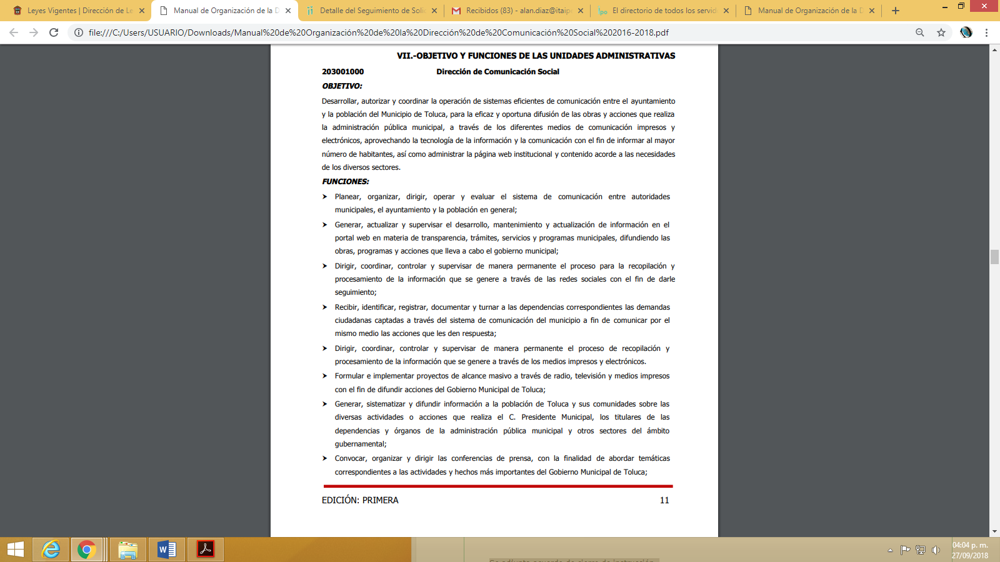 Leyes Vigentes | Dirección de Le
Manual de Organización de la D
Detalle del Seguimiento de Solic
Recibidos (83) - alan.diaz@itaip
El directorio de todos los servid
Manual de Organización de la D
file:///C:/Users/USUARIO/Downloads/Manual%20de%20Organización%20de%20la%20Dirección%20de%20Comunicación%20Social%202016-2018.pdf
VII.-OBJETIVO Y FUNCIONES DE LAS UNIDADES ADMINISTRATIVAS
203001000 Dirección de Comunicación Social
OBJETIVO:
Desarrollar, autorizar y coordinar la operación de sistemas eficientes de comunicación entre el ayuntamiento
y la población del Municipio de Toluca, para la eficaz y oportuna difusión de las obras y acciones que realiza
la administración pública municipal, a través de los diferentes medios de comunicación impresos y
electrónicos, aprovechando la tecnología de la información y la comunicación con el fin de informar al mayor
número de habitantes, así como administrar la página web institucional y contenido acorde a las necesidades
de los diversos sectores.
FUNCIONES:
➤ Planear, organizar, dirigir, operar y evaluar el sistema de comunicación entre autoridades
municipales, el ayuntamiento y la población en general;
➤ Generar, actualizar y supervisar el desarrollo, mantenimiento y actualización de información en el
portal web en materia de transparencia, trámites, servicios y programas municipales, difundiendo las
obras, programas y acciones que lleva a cabo el gobierno municipal;
➤ Dirigir, coordinar, controlar y supervisar de manera permanente el proceso para la recopilación y
procesamiento de la información que se genere a través de las redes sociales con el fin de darle
seguimiento;
➤ Recibir, identificar, registrar, documentar y turnar a las dependencias correspondientes las demandas
ciudadanas captadas a través del sistema de comunicación del municipio a fin de comunicar por el
mismo medio las acciones que les den respuesta;
➤ Dirigir, coordinar, controlar y supervisar de manera permanente el proceso de recopilación y
procesamiento de la información que se genere a través de los medios impresos y electrónicos.
➤ Formular e implementar proyectos de alcance masivo a través de radio, televisión y medios impresos
con el fin de difundir acciones del Gobierno Municipal de Toluca;
➤ Generar, sistematizar y difundir información a la población de Toluca y sus comunidades sobre las
diversas actividades o acciones que realiza el C. Presidente Municipal, los titulares de las
dependencias y órganos de la administración pública municipal y otros sectores del ámbito
gubernamental;
➤ Convocar, organizar y dirigir las conferencias de prensa, con la finalidad de abordar temáticas
correspondientes a las actividades y hechos más importantes del Gobierno Municipal de Toluca;
EDICIÓN: PRIMERA 11
04:04 p. m.
27/09/2018